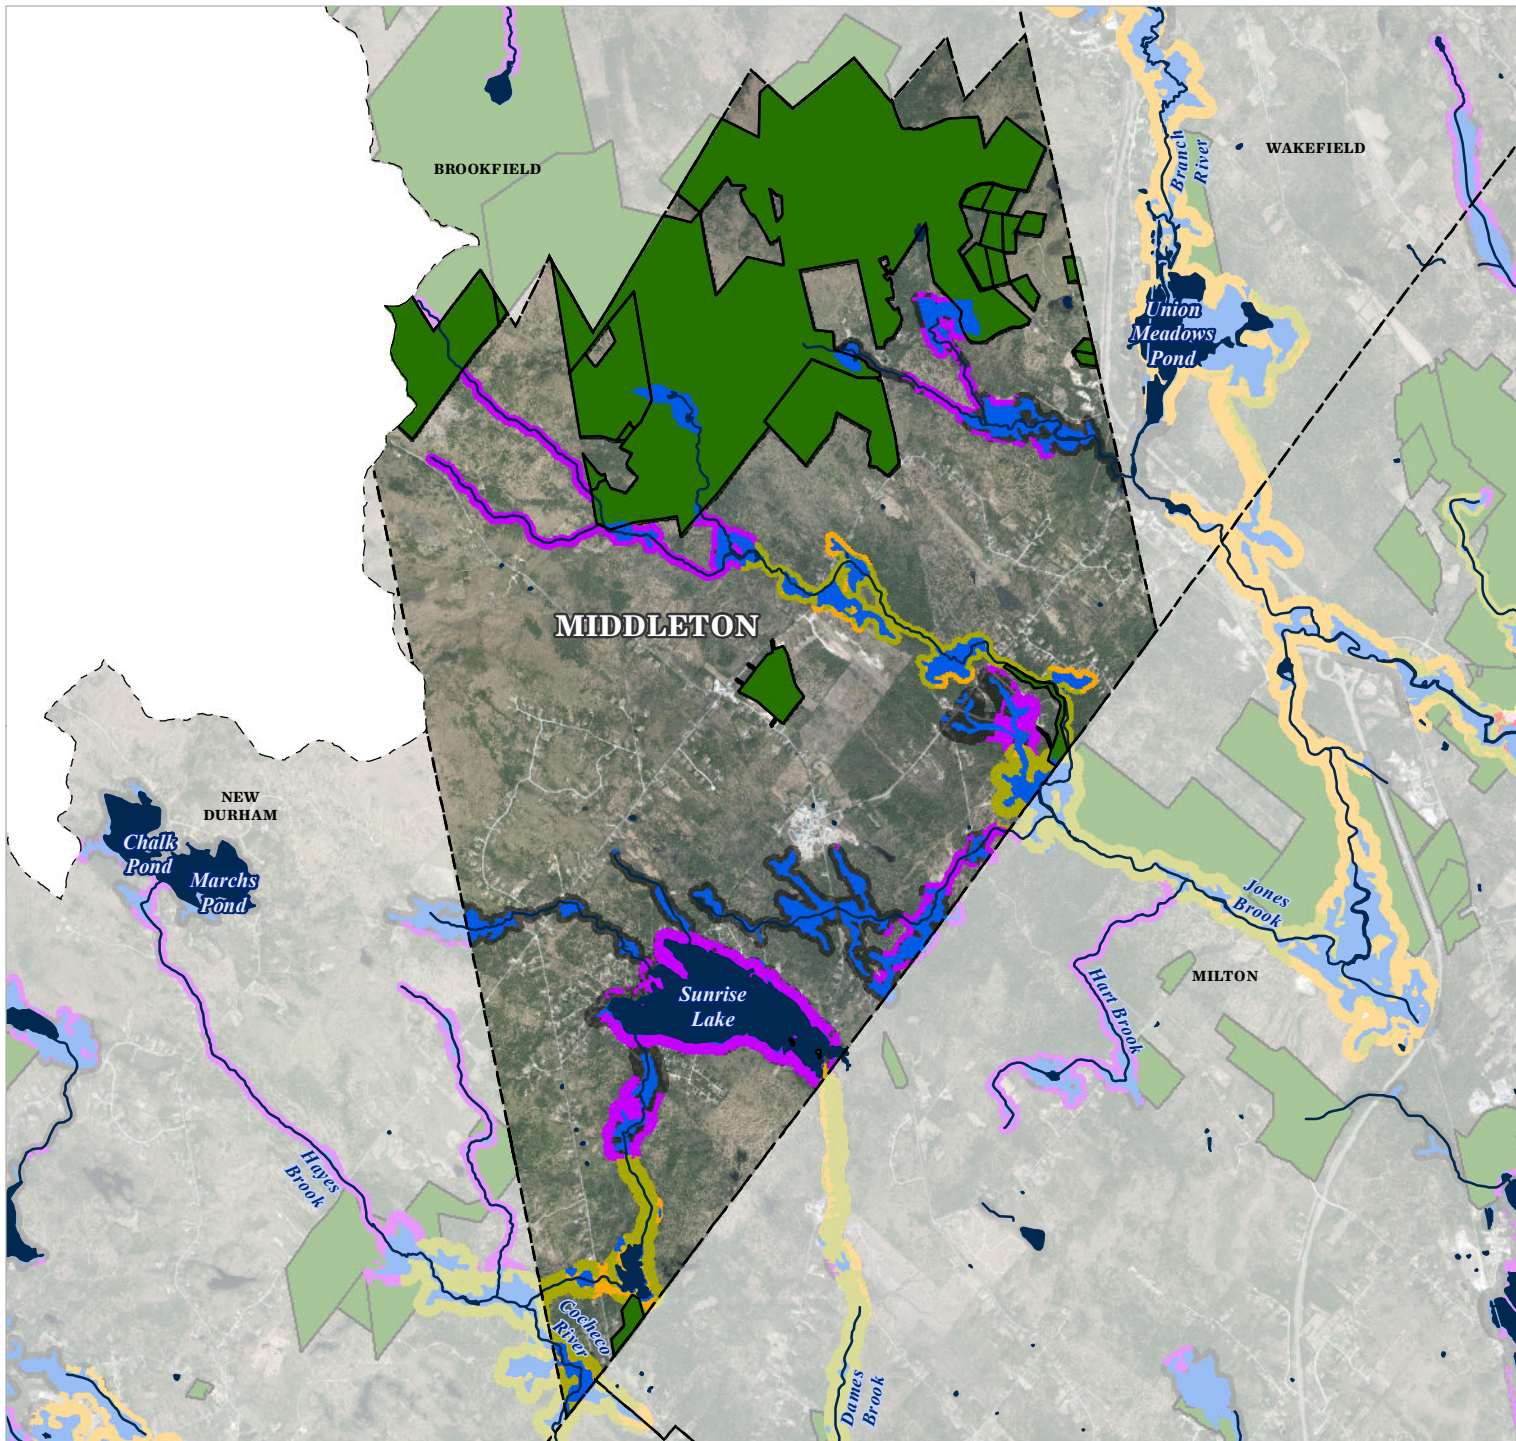 BROOKFIELD
WAKEFIELD
Branch
River
Union
Meadows
Pond
MIDDLETON
NEW
DURHAM
Chalk
Pond
Marchs
Pond
Jones
Brook
MILTON
Hart Brook
Sunrise
Lake
Hayes
Brook
Cocheco
River
Dames
Brook